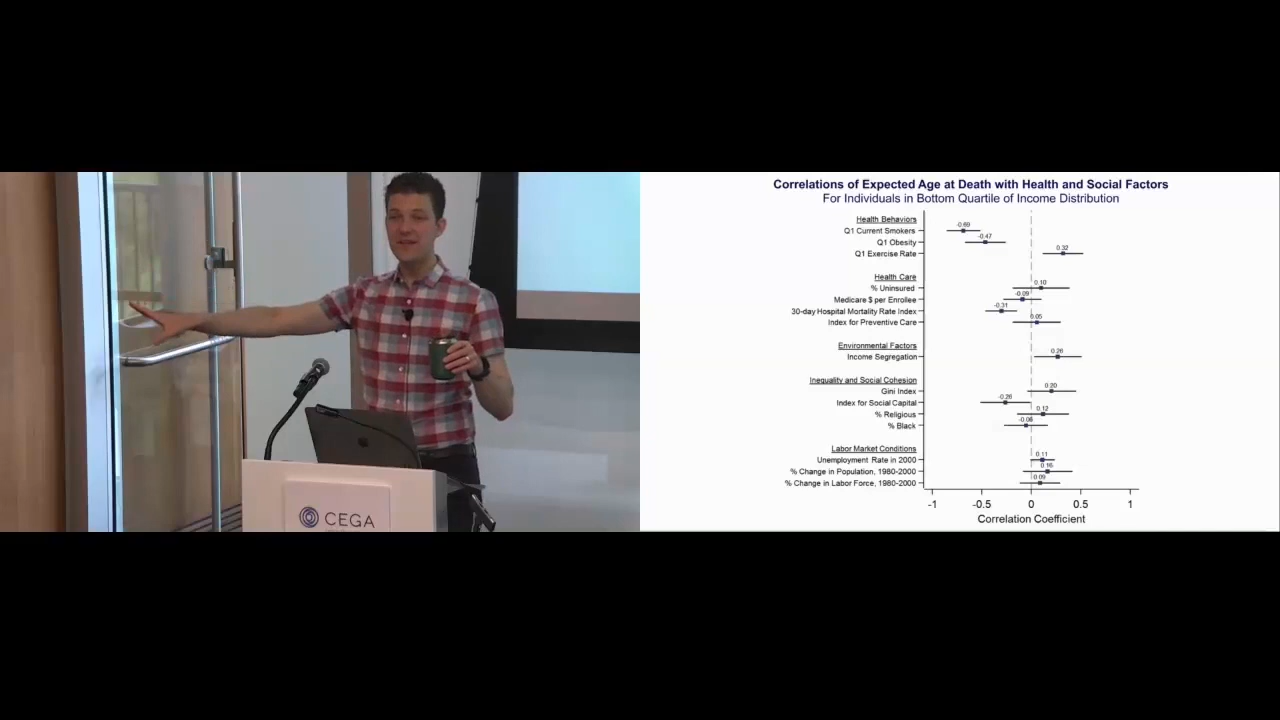 CEGA
Correlations of Expected Age at Death with Health and Social Factors
For Individuals in Bottom Quartile of Income Distribution
Health Behaviors
Q1 Current Smokers -0.69
Q1 Obesity -0.47
Q1 Exercise Rate 0.32
Health Care
% Uninsured 0.10
Medicare $ per Enrollee -0.09
30-day Hospital Mortality Rate Index -0.31
Index for Preventive Care 0.05
Environmental Factors
Income Segregation 0.26
Inequality and Social Cohesion
Gini Index 0.20
Index for Social Capital -0.26
% Religious 0.12
% Black -0.06
Labor Market Conditions
Unemployment Rate in 2000 0.11
% Change in Population, 1980-2000 0.16
% Change in Labor Force, 1980-2000 0.09
-1 -0.5 0 0.5 1
Correlation Coefficient